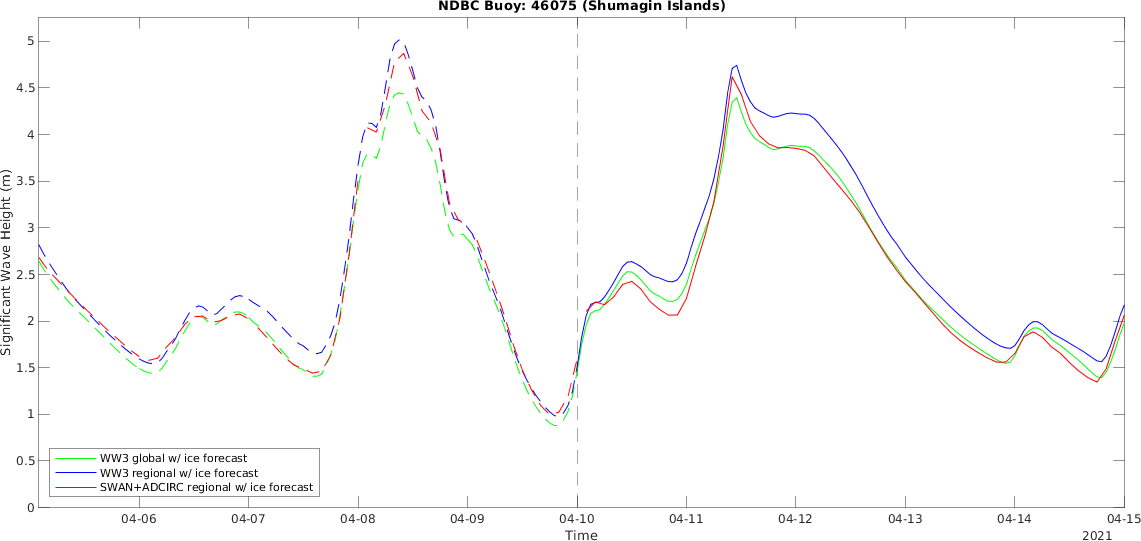 NDBC Buoy: 46075 (Shumagin Islands)
Significant Wave Height (m)
5
4.5
4
3.5
3
2.5
2
1.5
1
0.5
0
WW3 global w/ ice forecast
WW3 regional w/ ice forecast
SWAN+ADCIRC regional w/ ice forecast
04-06 04-07 04-08 04-09 04-10 04-11 04-12 04-13 04-14 04-15
Time
2021